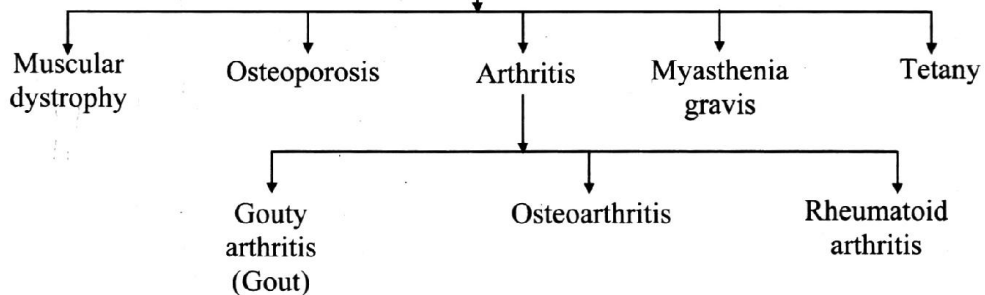 Muscular
dystrophy
Osteoporosis
Arthritis
Myasthenia
gravis
Tetany
Gouty
arthritis
(Gout)
Osteoarthritis
Rheumatoid
arthritis